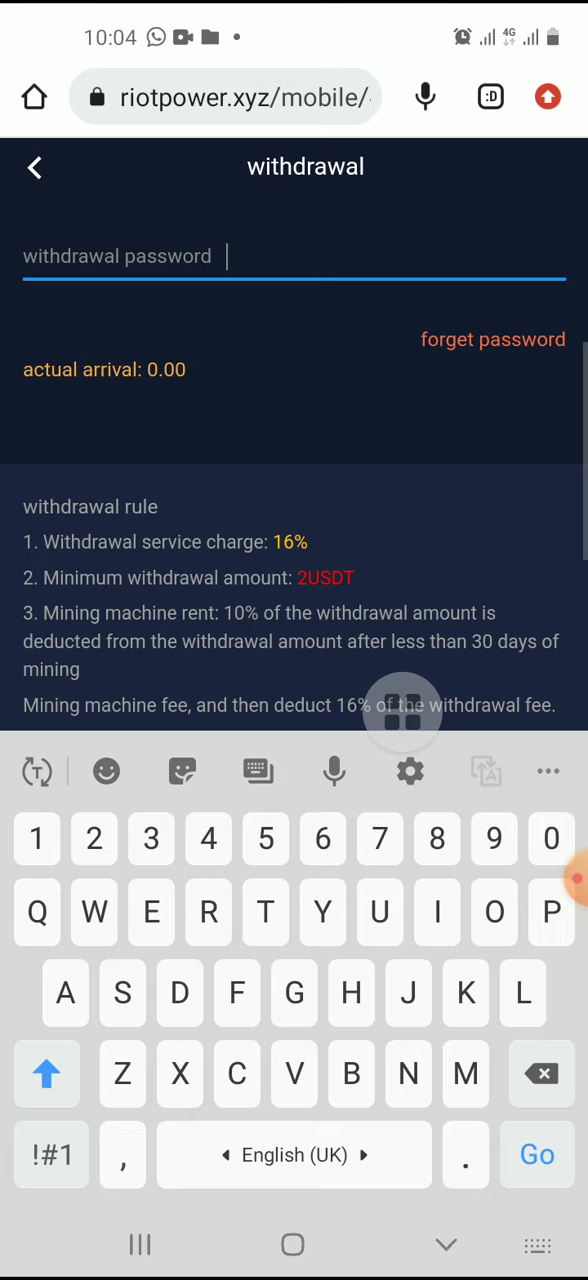 10:04
4G
riotpower.xyz/mobile/
:D
withdrawal
withdrawal password
forget password
actual arrival: 0.00
withdrawal rule
1. Withdrawal service charge: 16%
2. Minimum withdrawal amount: 2USDT
3. Mining machine rent: 10% of the withdrawal amount is
deducted from the withdrawal amount after less than 30 days of
mining
Mining machine fee, and then deduct 16% of the withdrawal fee.
T
A
1 2 3 4 5 6 7 8 9 0
Q W E R T Y U I O P
A S D F G H J K L
Z X C V B N M
!#1 , English (UK) . Go